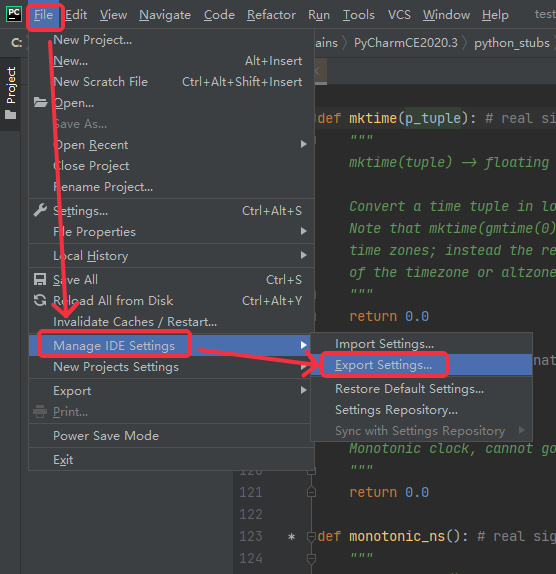 PC File Edit View Navigate Code Refactor Run Tools VCS Window Help test
C: ains PyCharmCE2020.3 python_stubs
Project
New Project...
New... Alt+Insert
New Scratch File Ctrl+Alt+Shift+Insert
Open...
Save As...
Open Recent
Close Project
Rename Project...
Settings... Ctrl+Alt+S
File Properties
Local History
Save All Ctrl+S
Reload All from Disk Ctrl+Alt+Y
Invalidate Caches / Restart...
Manage IDE Settings
New Projects Settings
Export
Print...
Power Save Mode
Exit
Import Settings...
Export Settings...
Restore Default Settings...
Settings Repository...
Sync with Settings Repository
def mktime(p_tuple): # real sig
"""
mktime(tuple) -> floating
Convert a time tuple in lo
Note that mktime(gmtime(0)
time zones; instead the re
of the timezone or altzone
"""
return 0.0
nat
Monotonic clock, cannot go
120 """
121 return 0.0
122
123 * def monotonic_ns(): # real sig
124 """